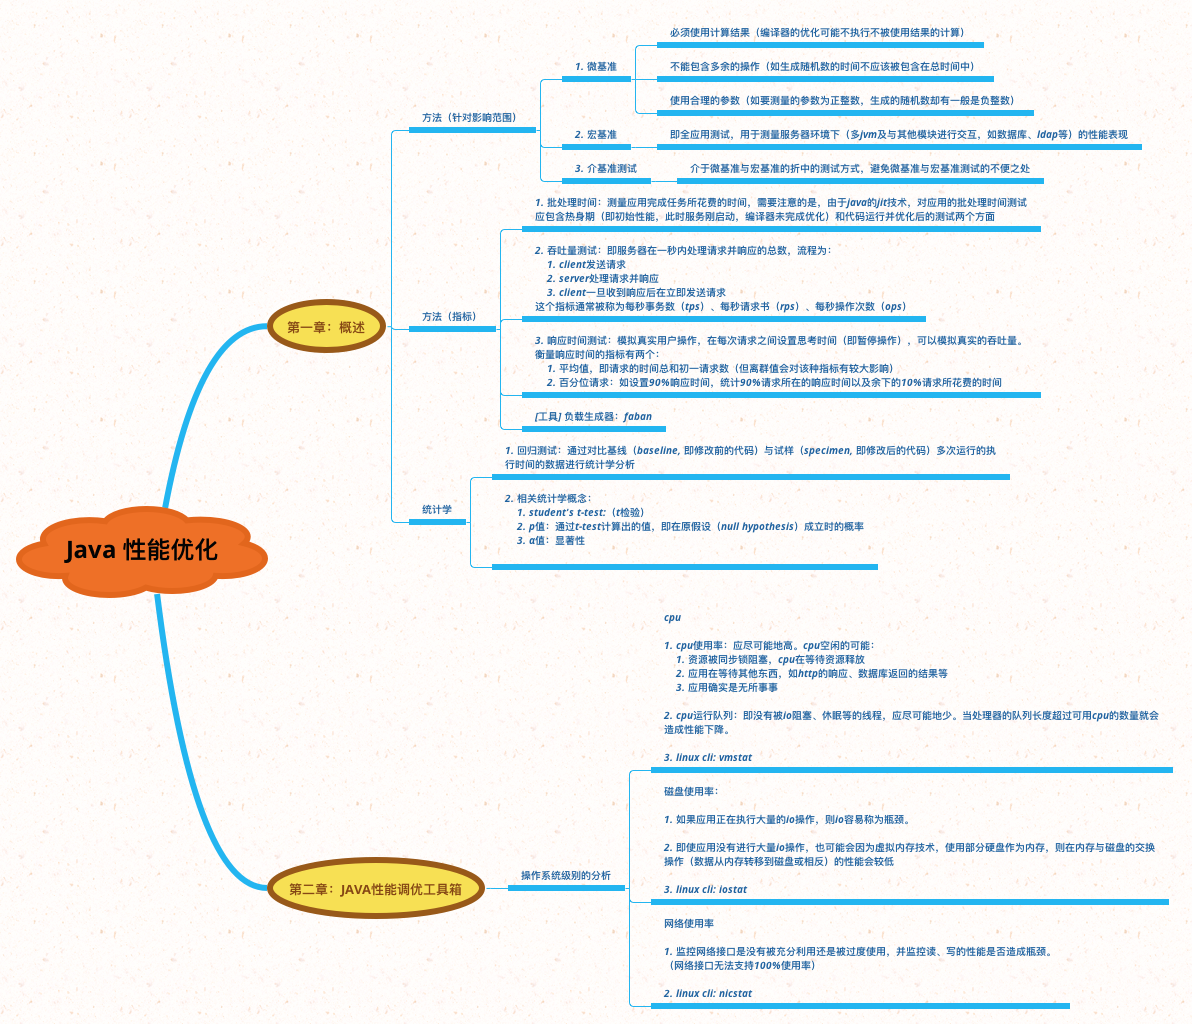 Java 性能优化
第一章：概述
方法（针对影响范围）
1. 微基准
必须使用计算结果（编译器的优化可能不执行不被使用结果的计算）
不能包含多余的操作（如生成随机数的时间不应该被包含在总时间中）
使用合理的参数（如要测量的参数为正整数，生成的随机数却有一般是负整数）
2. 宏基准
即全应用测试，用于测量服务器环境下（多jvm及与其他模块进行交互，如数据库、ldap等）的性能表现
3. 介基准测试
介于微基准与宏基准的折中的测试方式，避免微基准与宏基准测试的不便之处
方法（指标）
1. 批处理时间：测量应用完成任务所花费的时间，需要注意的是，由于java的jit技术，对应用的批处理时间测试
应包含热身期（即初始性能，此时服务刚启动，编译器未完成优化）和代码运行并优化后的测试两个方面
2. 吞吐量测试：即服务器在一秒内处理请求并响应的总数，流程为：
1. client发送请求
2. server处理请求并响应
3. client一旦收到响应后在立即发送请求
这个指标通常被称为每秒事务数（tps）、每秒请求书（rps）、每秒操作次数（ops）
3. 响应时间测试：模拟真实用户操作，在每次请求之间设置思考时间（即暂停操作），可以模拟真实的吞吐量。
衡量响应时间的指标有两个：
1. 平均值，即请求的时间总和初一请求数（但离群值会对该种指标有较大影响）
2. 百分位请求：如设置90%响应时间，统计90%请求所在的响应时间以及余下的10%请求所花费的时间
[工具] 负载生成器：faban
统计学
1. 回归测试：通过对比基线（baseline, 即修改前的代码）与试样（specimen, 即修改后的代码）多次运行的执
行时间的数据进行统计学分析
2. 相关统计学概念：
1. student's t-test:（t检验）
2. p值：通过t-test计算出的值，即在原假设（null hypothesis）成立时的概率
3. α值：显著性
第二章：JAVA性能调优工具箱
操作系统级别的分析
cpu
1. cpu使用率：应尽可能地高。cpu空闲的可能：
1. 资源被同步锁阻塞，cpu在等待资源释放
2. 应用在等待其他东西，如http的响应、数据库返回的结果等
3. 应用确实是无所事事
2. cpu运行队列：即没有被io阻塞、休眠等的线程，应尽可能地少。当处理器的队列长度超过可用cpu的数量就会
造成性能下降。
3. linux cli: vmstat
磁盘使用率：
1. 如果应用正在执行大量的io操作，则io容易称为瓶颈。
2. 即使应用没有进行大量io操作，也可能会因为虚拟内存技术，使用部分硬盘作为内存，则在内存与磁盘的交换
操作（数据从内存转移到磁盘或相反）的性能会较低
3. linux cli: iostat
网络使用率
1. 监控网络接口是没有被充分利用还是被过度使用，并监控读、写的性能是否造成瓶颈。
（网络接口无法支持100%使用率）
2. linux cli: nicstat